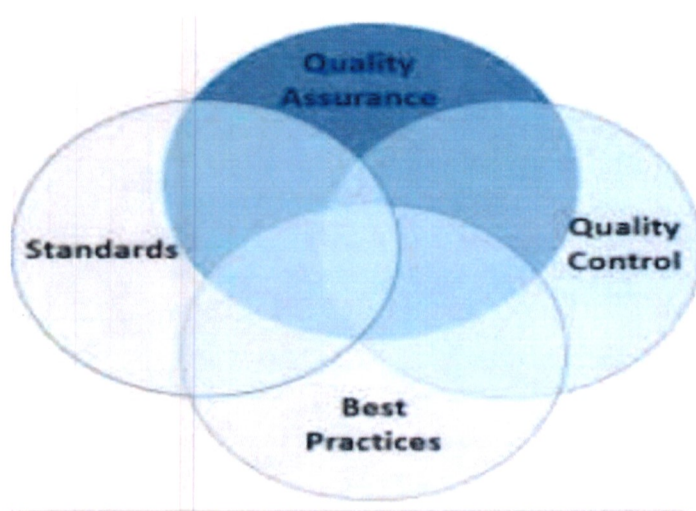 Quality
Assurance
Standards
Quality
Control
Best
Practices